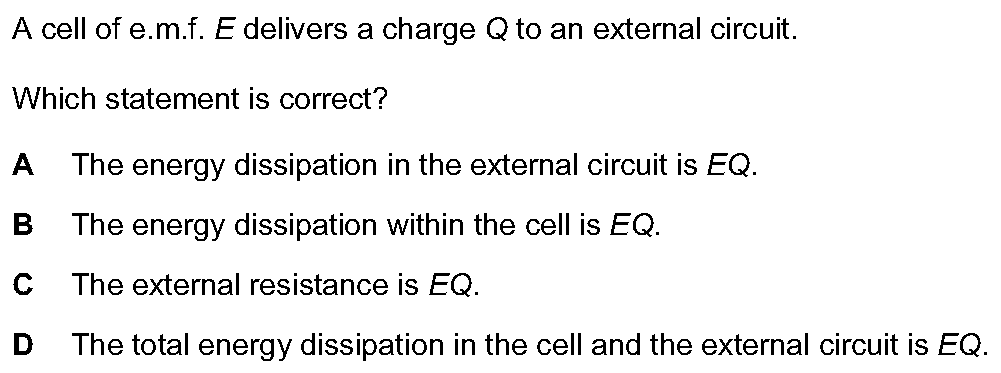 A cell of e.m.f. E delivers a charge Q to an external circuit.
Which statement is correct?
A The energy dissipation in the external circuit is EQ.
B The energy dissipation within the cell is EQ.
C The external resistance is EQ.
D The total energy dissipation in the cell and the external circuit is EQ.